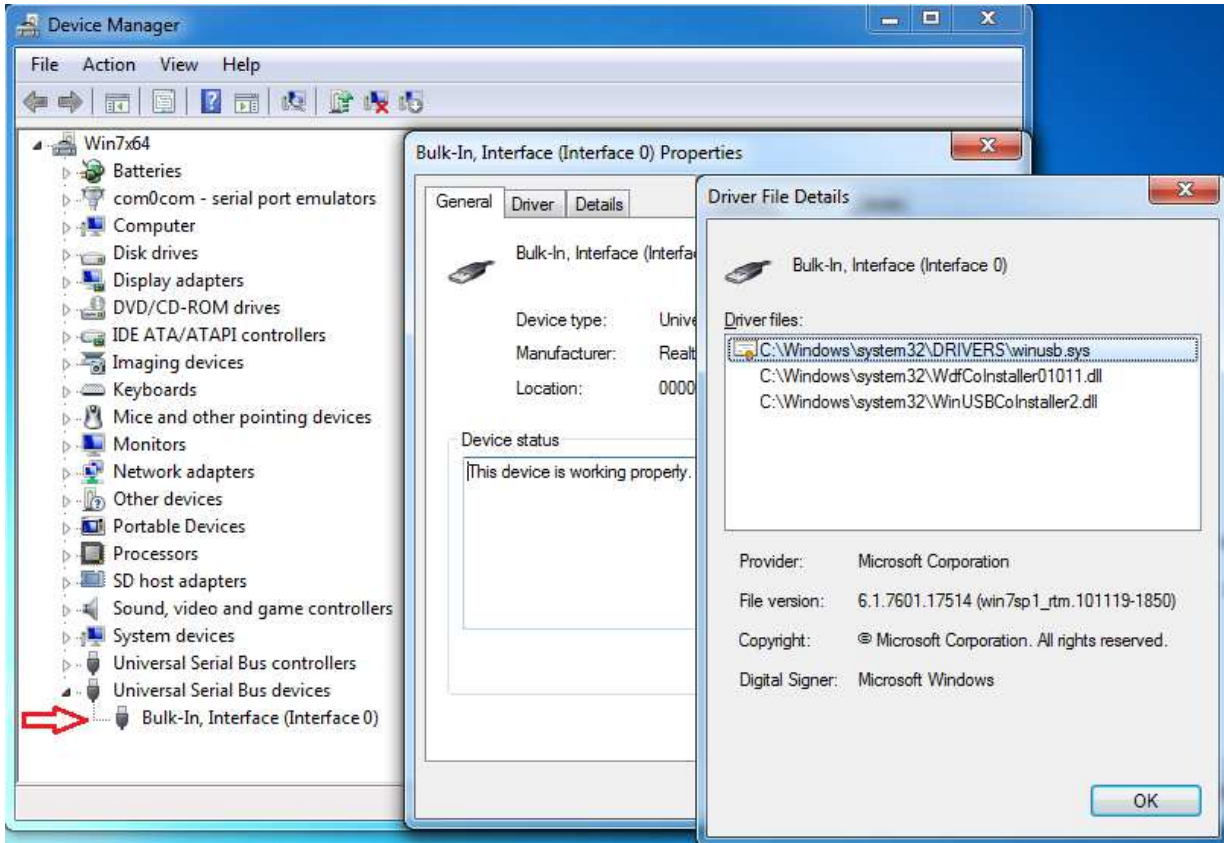 Device Manager
File Action View Help
Win7x64
Batteries
com0com - serial port emulators
Computer
Disk drives
Display adapters
DVD/CD-ROM drives
IDE ATA/ATAPI controllers
Imaging devices
Keyboards
Mice and other pointing devices
Monitors
Network adapters
Other devices
Portable Devices
Processors
SD host adapters
Sound, video and game controllers
System devices
Universal Serial Bus controllers
Universal Serial Bus devices
Bulk-In, Interface (Interface 0)
Bulk-In, Interface (Interface 0) Properties
General Driver Details
Bulk-In, Interface (Interfa
Device type: Unive
Manufacturer: Realt
Location: 0000
Device status
This device is working properly.
Driver File Details
Bulk-In, Interface (Interface 0)
Driver files:
C:\Windows\system32\DRIVERS\winusb.sys
C:\Windows\system32\WdfCoInstaller01011.dll
C:\Windows\system32\WinUSBCoInstaller2.dll
Provider: Microsoft Corporation
File version: 6.1.7601.17514 (win7sp1_rtm.101119-1850)
Copyright: © Microsoft Corporation. All rights reserved.
Digital Signer: Microsoft Windows
OK